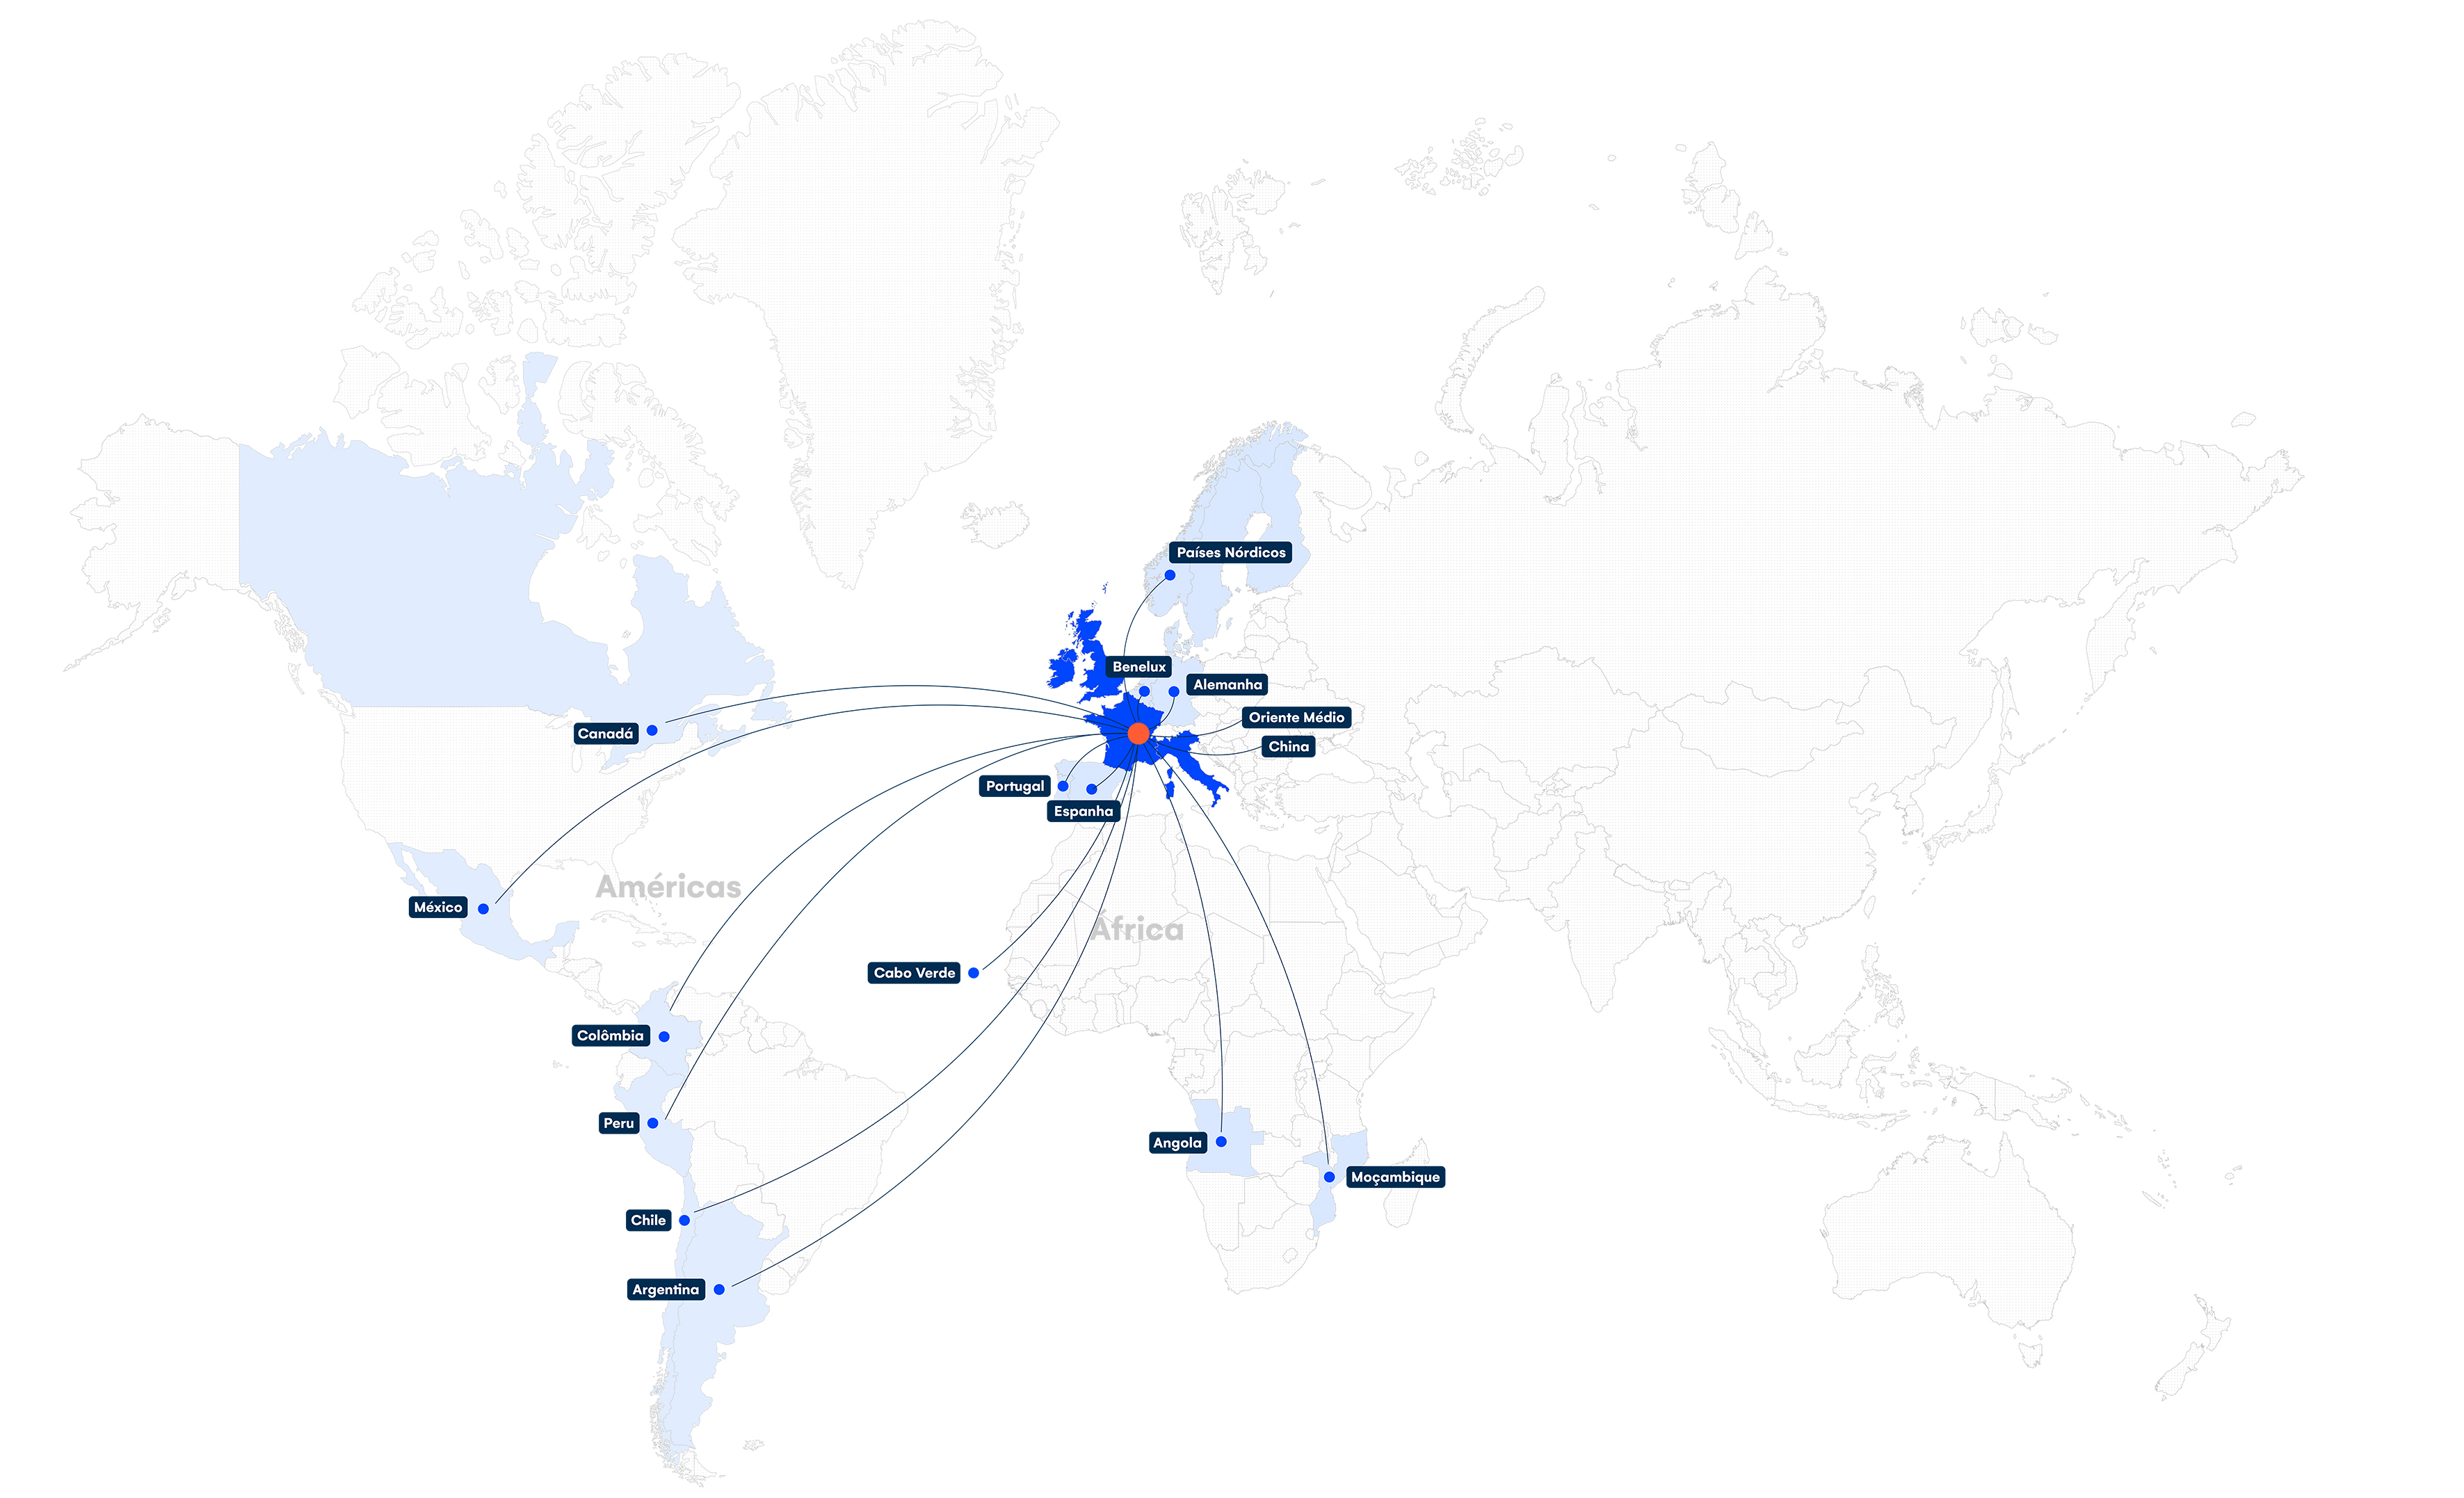 Países Nórdicos
Benelux
Alemanha
Oriente Médio
Canadá
China
Portugal
Espanha
Américas
México
África
Cabo Verde
Colômbia
Peru
Angola
Moçambique
Chile
Argentina